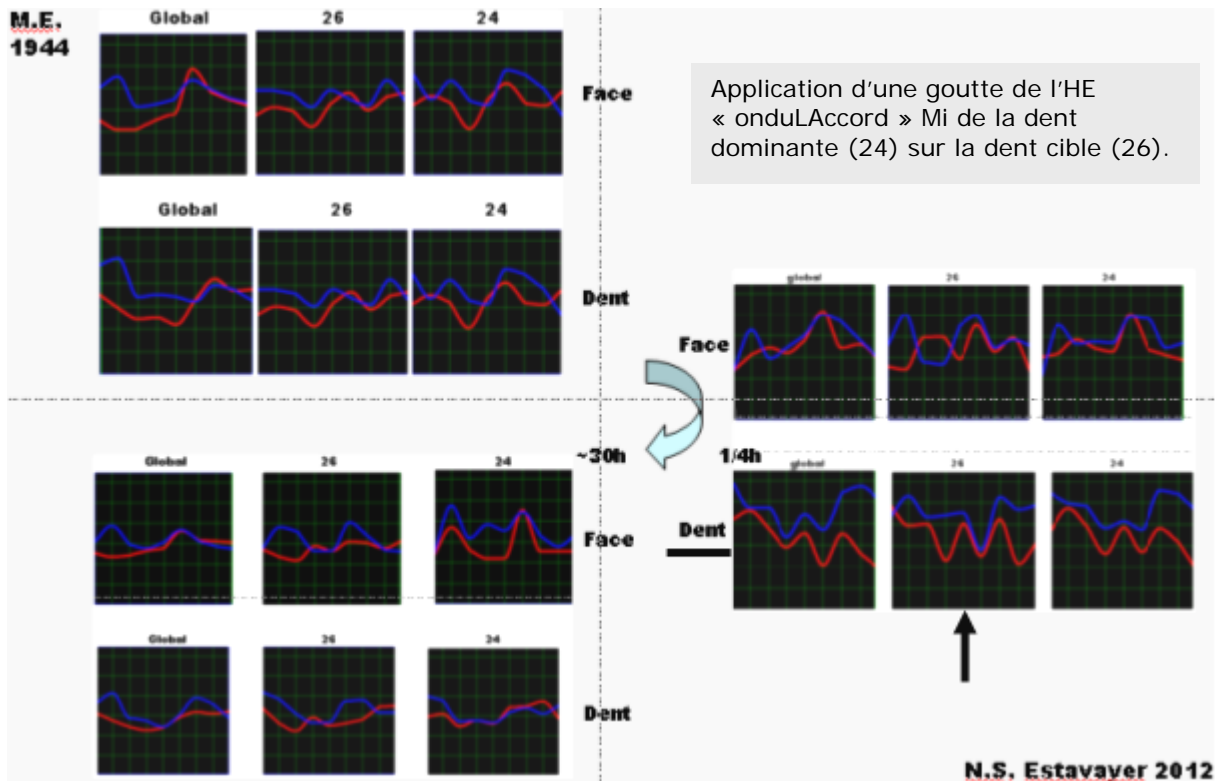 M.E.
1944
Global 26 24
Face
Application d’une goutte de l’HE
« onduLAccord » Mi de la dent
dominante (24) sur la dent cible (26).
Global 26 24
Dent
global 26 24
Face
~30h 1/4h
Global 26 24
Face
global 26 24
Dent
Global 26 24
Dent
N.S. Estavayer 2012